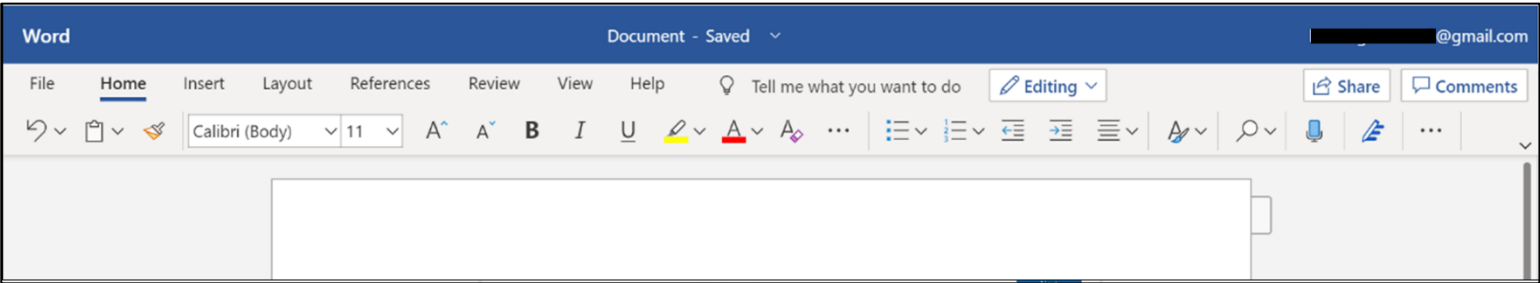 Word Document - Saved @gmail.com
File Home Insert Layout References Review View Help Tell me what you want to do Editing Share Comments
Calibri (Body) 11 A A B I U A A